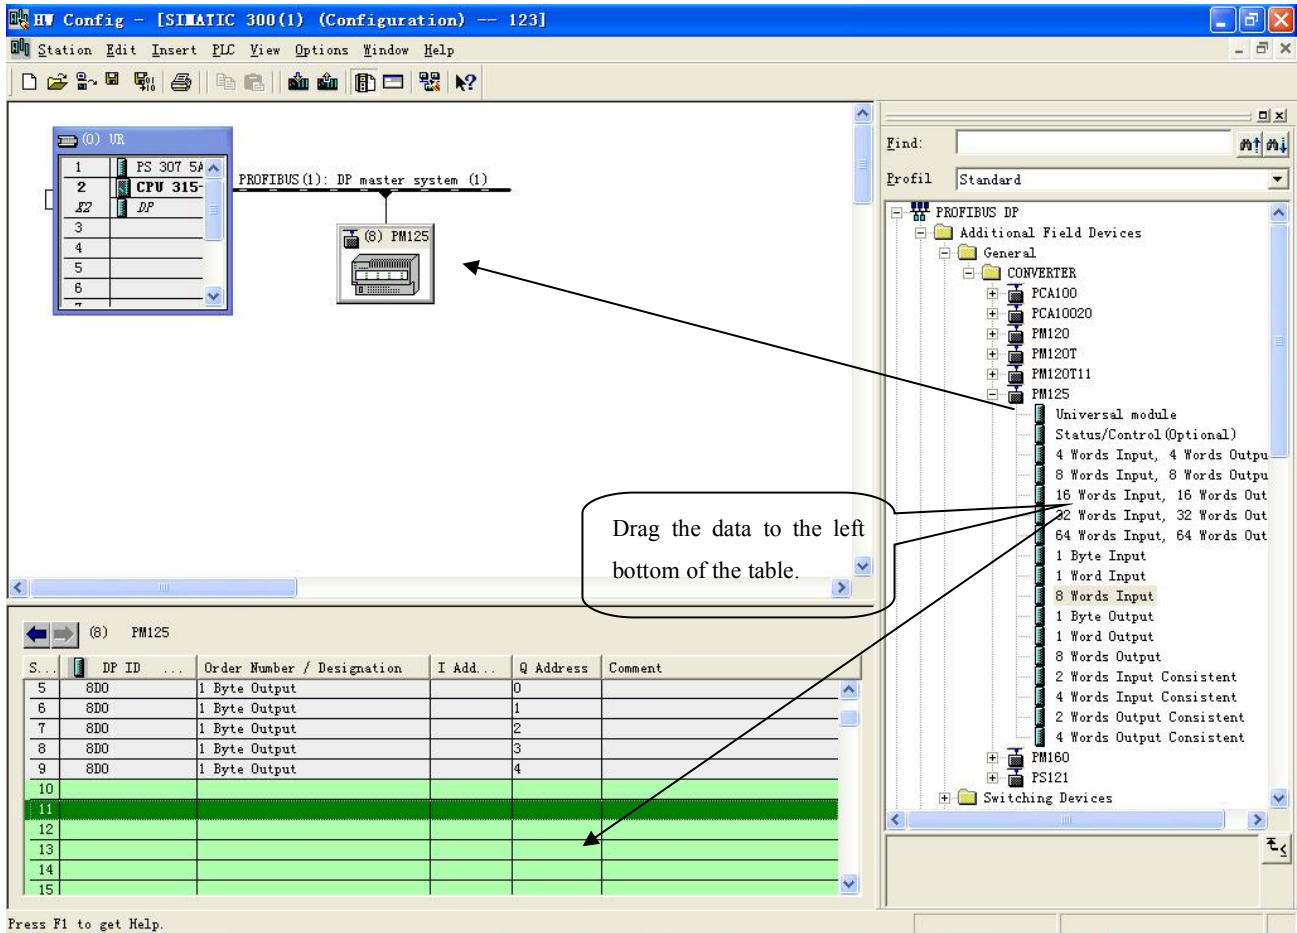 HW Config - [SIMATIC 300(1) (Configuration) -- 123]
Station Edit Insert PLC View Options Window Help
(0) UR
1 PS 307 5A
2 CPU 315-
X2 DP
3
4
5
6
7
PROFIBUS(1): DP master system (1)
(8) PM125
Drag the data to the left
bottom of the table.
Find:
Profil Standard
PROFIBUS DP
Additional Field Devices
General
CONVERTER
PCA100
PCA10020
PM120
PM120T
PM120T11
PM125
Universal module
Status/Control(Optional)
4 Words Input, 4 Words Outpu
8 Words Input, 8 Words Outpu
16 Words Input, 16 Words Out
32 Words Input, 32 Words Out
64 Words Input, 64 Words Out
1 Byte Input
1 Word Input
8 Words Input
1 Byte Output
1 Word Output
8 Words Output
2 Words Input Consistent
4 Words Input Consistent
2 Words Output Consistent
4 Words Output Consistent
PM160
PS121
Switching Devices
(8) PM125
S... DP ID ... Order Number / Designation I Add... Q Address Comment
5 8DO 1 Byte Output 0
6 8DO 1 Byte Output 1
7 8DO 1 Byte Output 2
8 8DO 1 Byte Output 3
9 8DO 1 Byte Output 4
10
11
12
13
14
15
Press F1 to get Help.